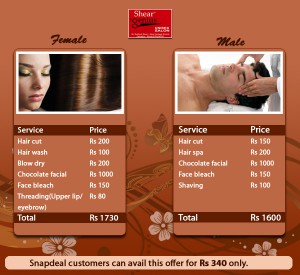 Shear
SALON
Female
Male
Service Price
Hair cut Rs 200
Hair wash Rs 100
Blow dry Rs 200
Chocolate facial Rs 1000
Face bleach Rs 150
Threading(Upper lip/ Rs 80
eyebrow)
Total Rs 1730
Service Price
Hair cut Rs 150
Hair spa Rs 200
Chocolate facial Rs 1000
Face bleach Rs 150
Shaving Rs 100
Total Rs 1600
Snapdeal customers can avail this offer for Rs 340 only.